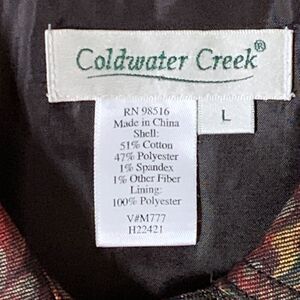 Coldwater Creek®
L
RN 98516
Made in China
Shell:
51% Cotton
47% Polyester
1% Spandex
1% Other Fiber
Lining:
100% Polyester
V#M777
H22421